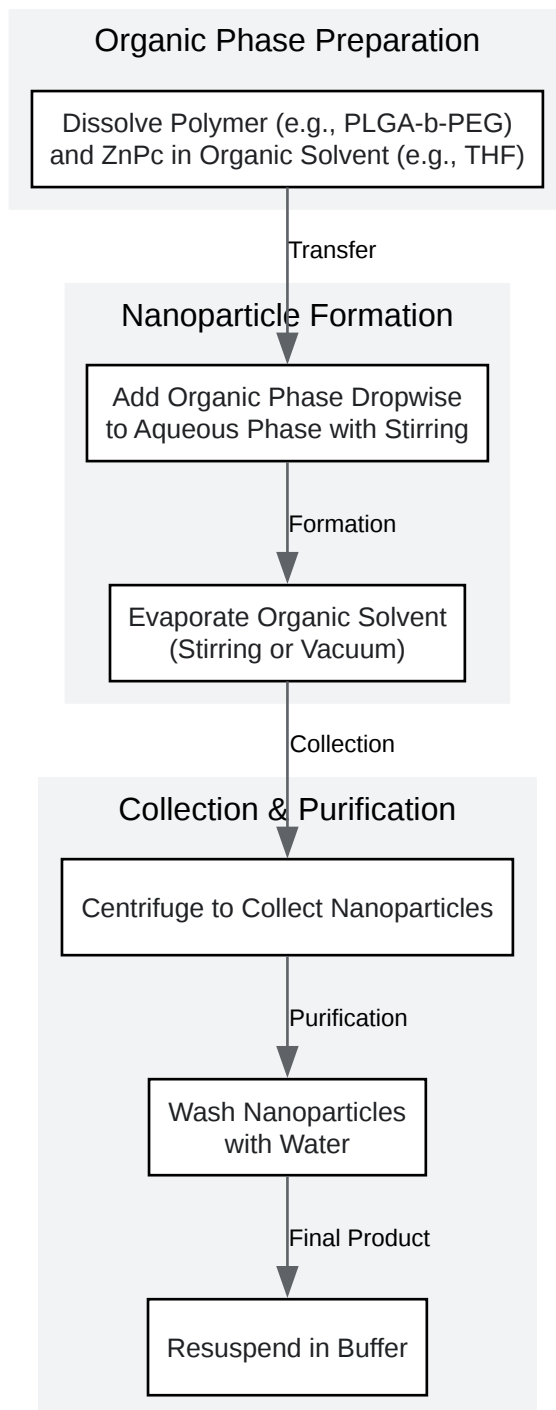 Organic Phase Preparation
Dissolve Polymer (e.g., PLGA-b-PEG)
and ZnPc in Organic Solvent (e.g., THF)
Transfer
Nanoparticle Formation
Add Organic Phase Dropwise
to Aqueous Phase with Stirring
Formation
Evaporate Organic Solvent
(Stirring or Vacuum)
Collection
Collection & Purification
Centrifuge to Collect Nanoparticles
Purification
Wash Nanoparticles
with Water
Final Product
Resuspend in Buffer